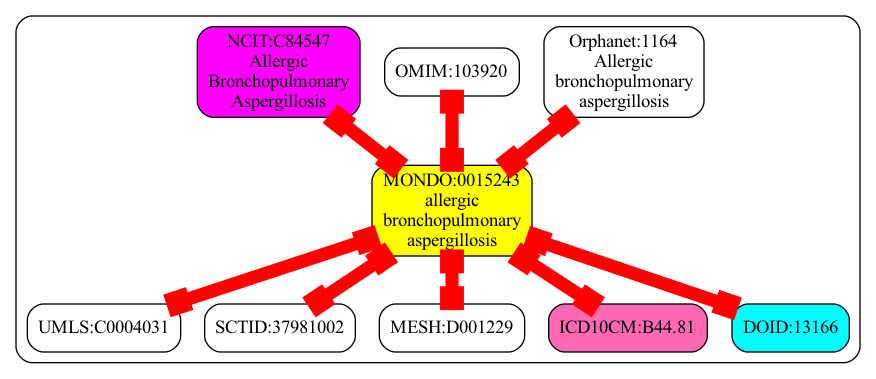 NCIT:C84547
Allergic
Bronchopulmonary
Aspergillosis
OMIM:103920
Orphanet:1164
Allergic
bronchopulmonary
aspergillosis
MONDO:0015243
allergic
bronchopulmonary
aspergillosis
UMLS:C0004031
SCTID:37981002
MESH:D001229
ICD10CM:B44.81
DOID:13166